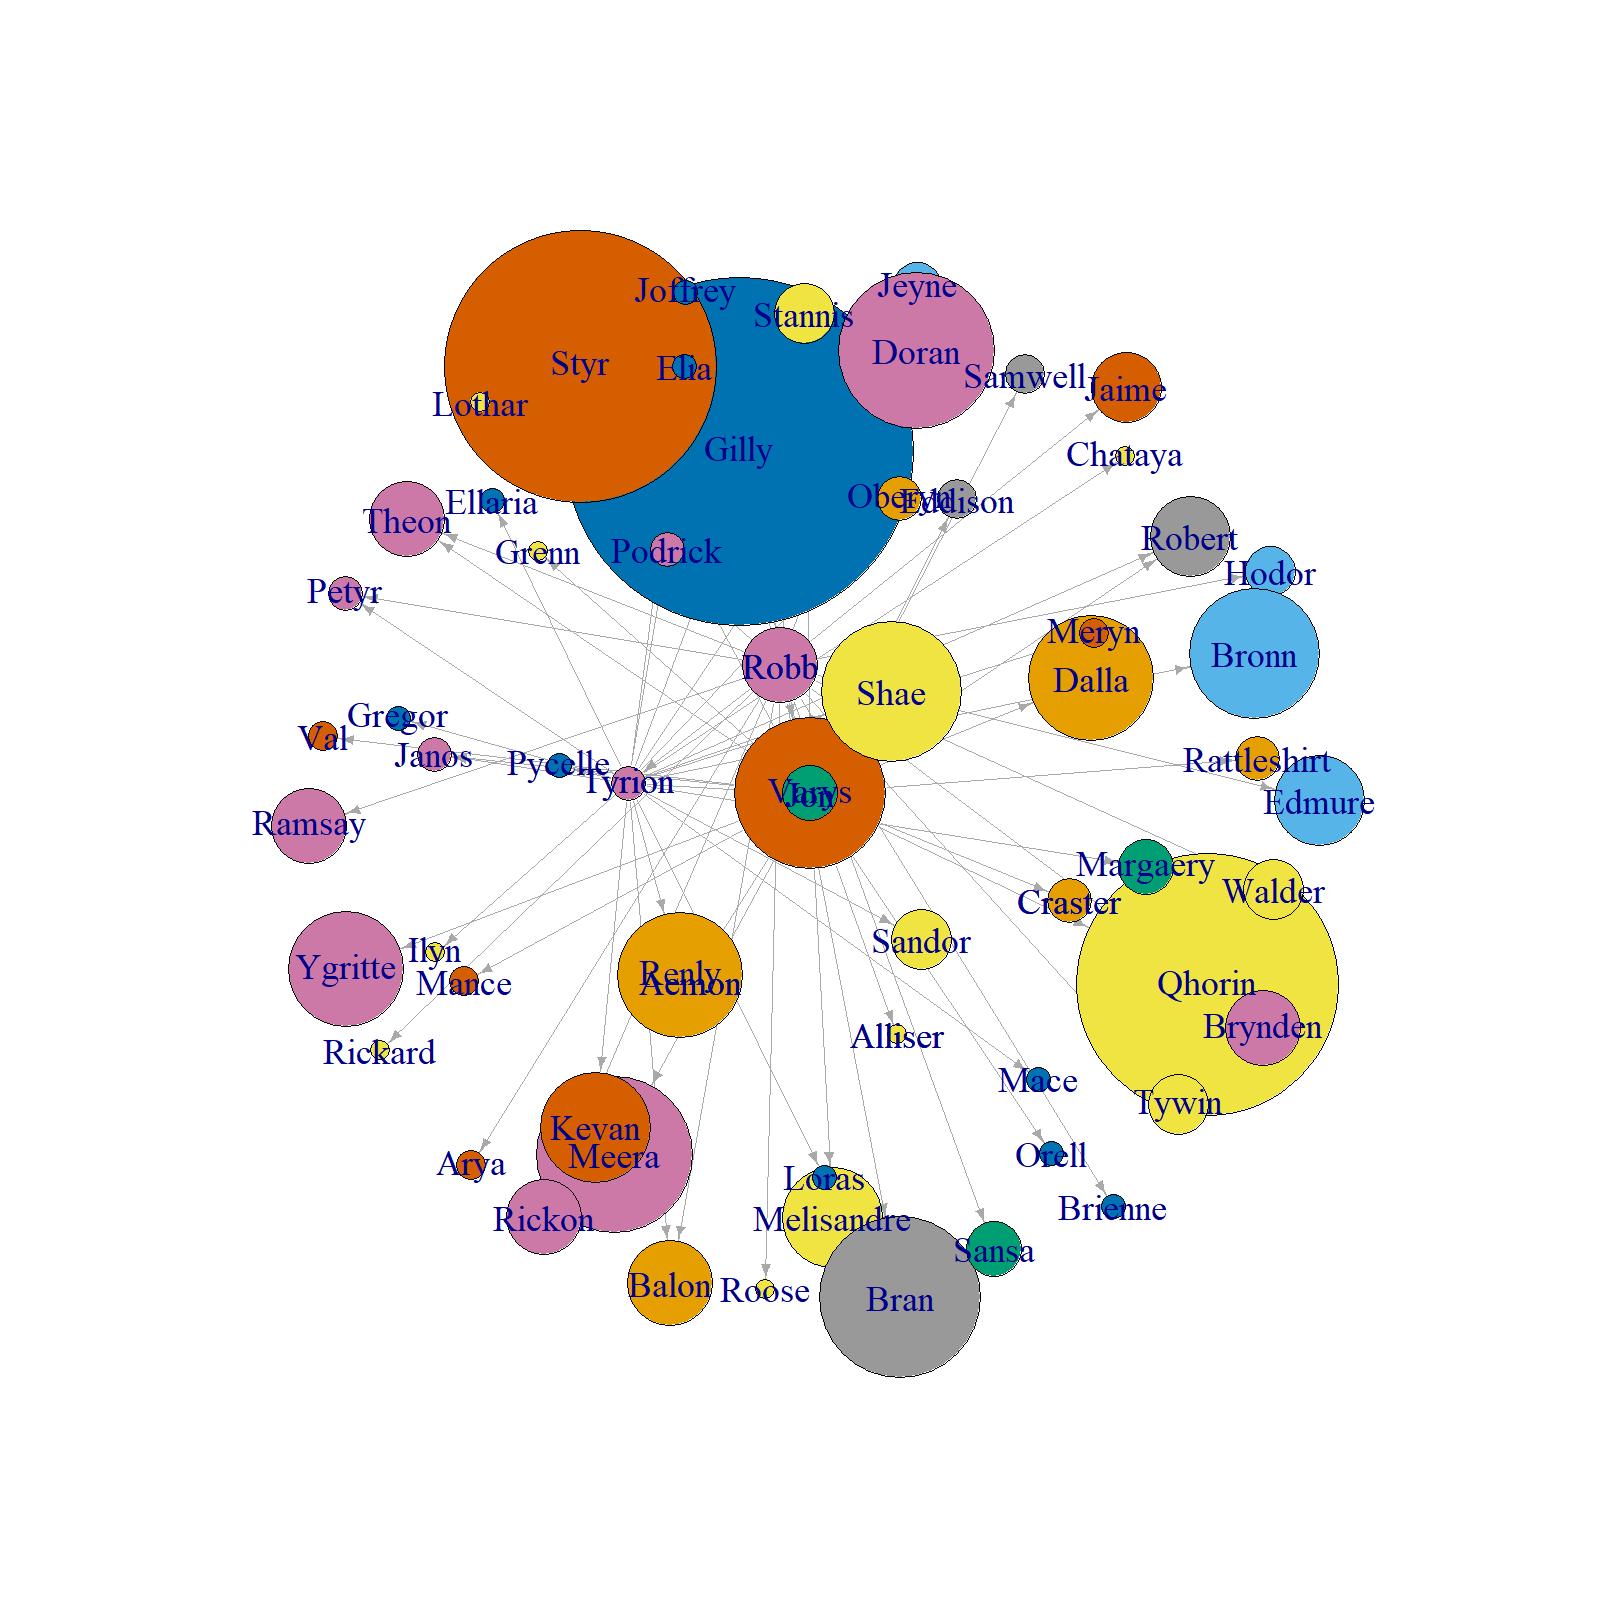 Joffrey
Jeyne
Stannis
Doran
Styr
Elia
Samwell
Jaime
Lothar
Gilly
Chataya
Ellaria
Oberyn
Eddison
Theon
Grenn
Podrick
Robert
Hodor
Petyr
Meryn
Robb
Bronn
Dalla
Shae
Gregor
Val
Janos
Pycelle
Rattleshirt
Tyrion
Varys
Jon
Edmure
Ramsay
Margaery
Walder
Craster
Sandor
Ilyn
Ygritte
Renly
Aemon
Mance
Qhorin
Brynden
Alliser
Rickard
Mace
Tywin
Kevan
Meera
Orell
Arya
Loras
Brienne
Rickon
Melisandre
Sansa
Balon
Roose
Bran